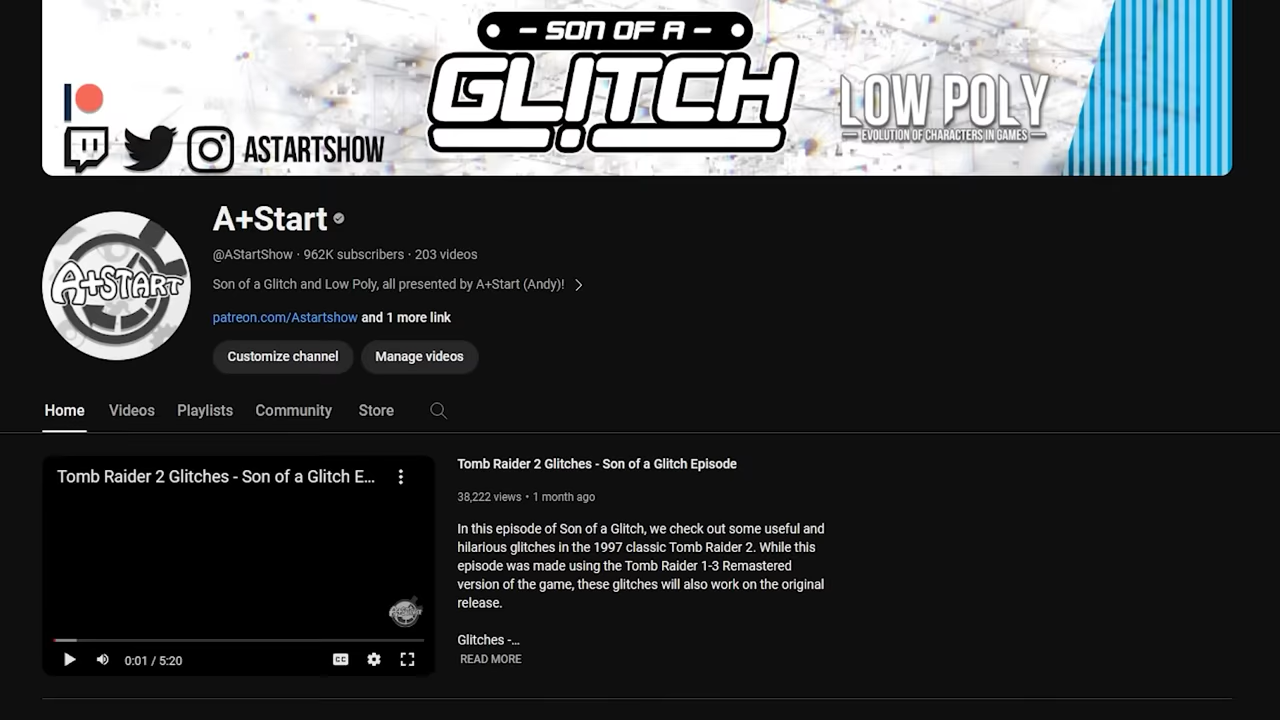 - SON OF A -
GLITCH
LOW POLY
EVOLUTION OF CHARACTERS IN GAMES
ASTARTSHOW
A+START
A+Start
@AStartShow · 962K subscribers · 203 videos
Son of a Glitch and Low Poly, all presented by A+Start (Andy)!
patreon.com/Astartshow and 1 more link
Customize channel Manage videos
Home Videos Playlists Community Store
Tomb Raider 2 Glitches - Son of a Glitch E...
0:01 / 5:20
CC
Tomb Raider 2 Glitches - Son of a Glitch Episode
38,222 views · 1 month ago
In this episode of Son of a Glitch, we check out some useful and
hilarious glitches in the 1997 classic Tomb Raider 2. While this
episode was made using the Tomb Raider 1-3 Remastered
version of the game, these glitches will also work on the original
release.
Glitches -...
READ MORE